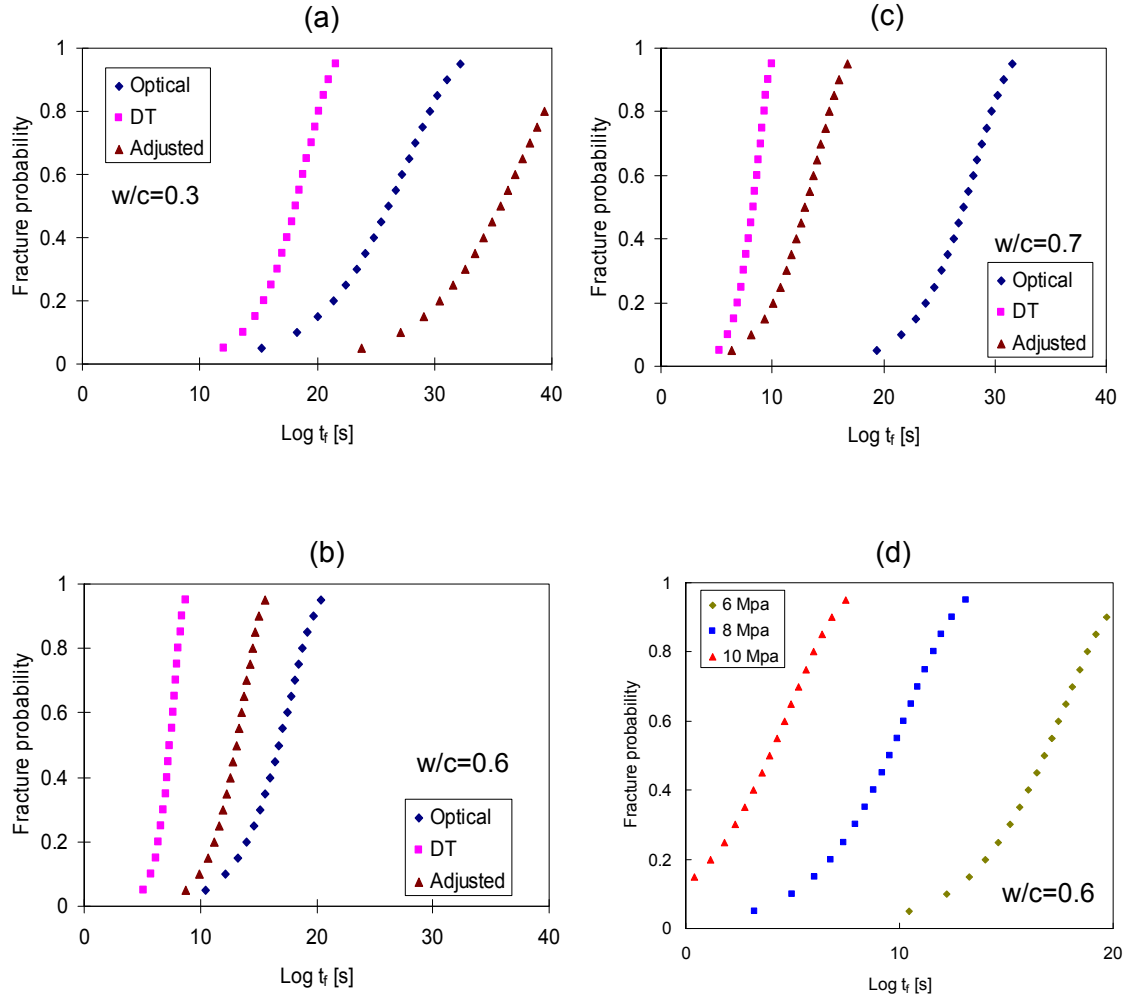 (a)
Fracture probability
1
0.8
0.6
0.4
0.2
0
Optical
DT
Adjusted
w/c=0.3
0 10 20 30 40
Log tf [s]
(c)
Fracture probability
1
0.8
0.6
0.4
0.2
0
w/c=0.7
Optical
DT
Adjusted
0 10 20 30 40
Log tf [s]
(b)
Fracture probability
1
0.8
0.6
0.4
0.2
0
w/c=0.6
Optical
DT
Adjusted
0 10 20 30 40
Log tf [s]
(d)
Fracture probability
1
0.8
0.6
0.4
0.2
0
6 Mpa
8 Mpa
10 Mpa
w/c=0.6
0 10 20
Log tf [s]